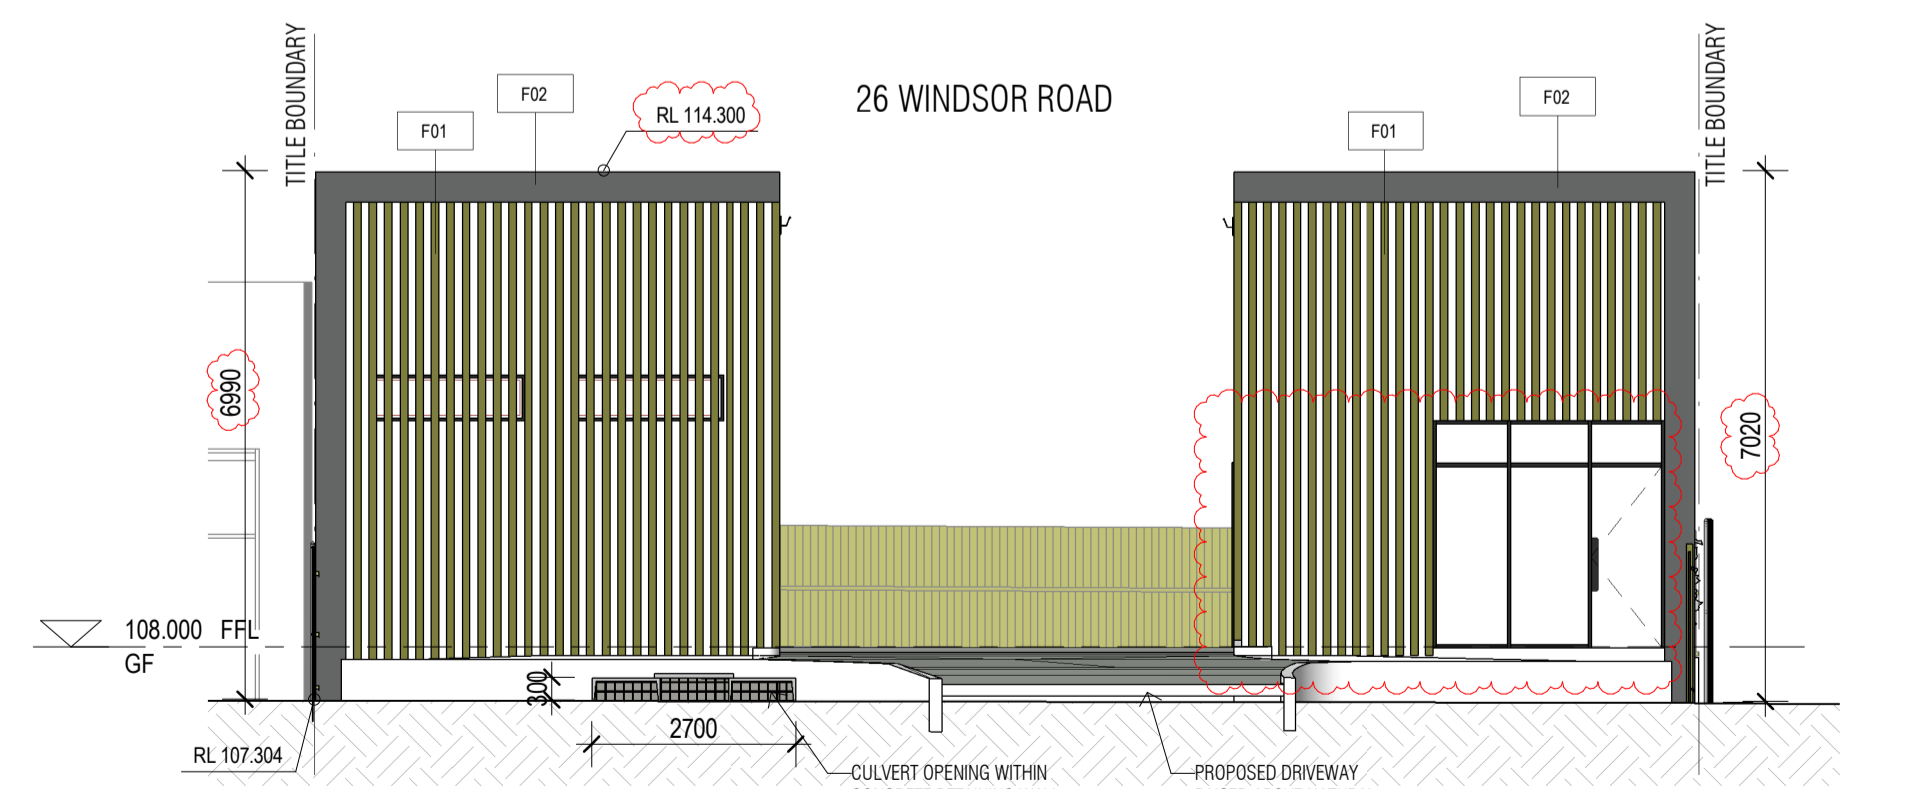 TITLE BOUNDARY
F01
F02
RL 114.300
26 WINDSOR ROAD
F01
F02
TITLE BOUNDARY
6990
7020
108.000 FFL
GF
300
2700
RL 107.304
CULVERT OPENING WITHIN
PROPOSED DRIVEWAY